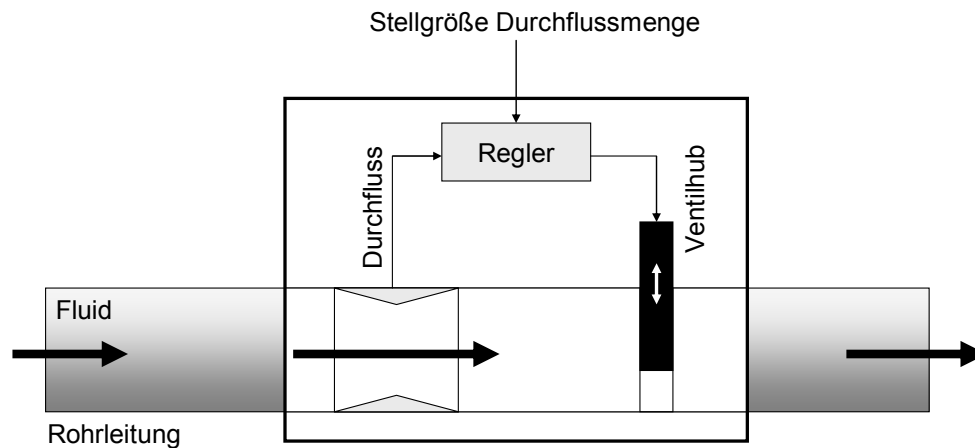 Stellgröße Durchflussmenge
Regler
Durchfluss
Ventilhub
Fluid
Rohrleitung